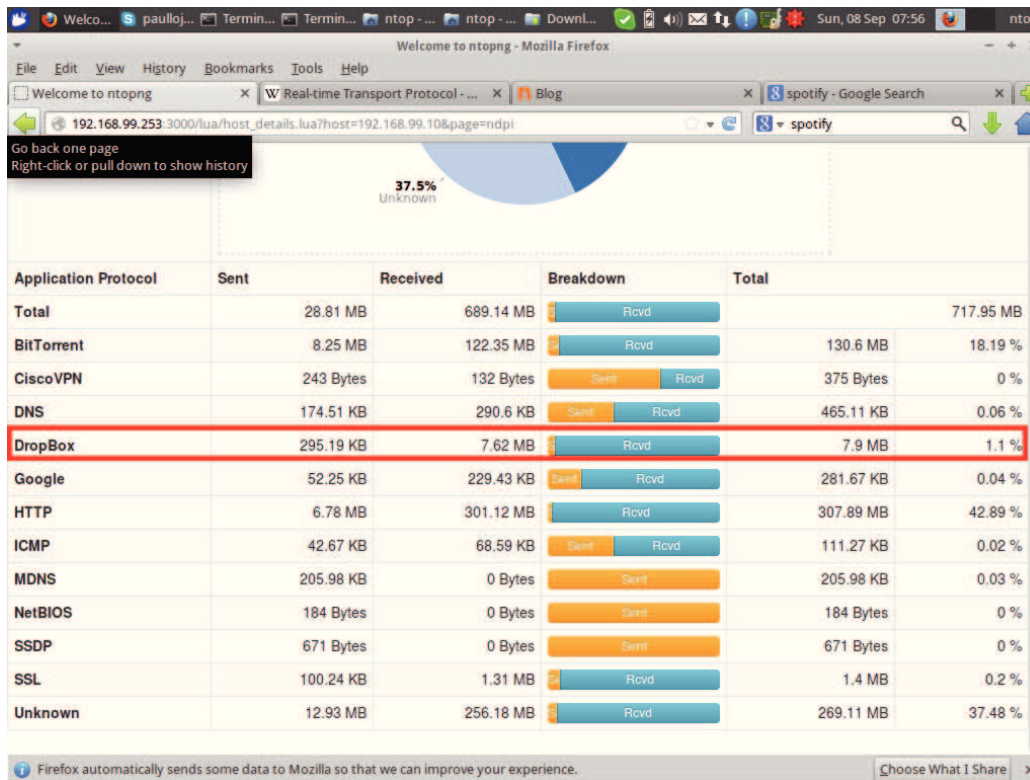 Welco... paulloj... Termin... Termin... ntop - ... ntop - ... Downl... Sun, 08 Sep 07:56 nto
Welcome to ntopng - Mozilla Firefox
File Edit View History Bookmarks Tools Help
Welcome to ntopng Real-time Transport Protocol - ... Blog spotify - Google Search
192.168.99.253:3000/lua/host_details.lua?host=192.168.99.10&page=ndpi spotify
Go back one page
Right-click or pull down to show history
37.5%
Unknown
Application Protocol Sent Received Breakdown Total
Total 28.81 MB 689.14 MB S Rcvd 717.95 MB
BitTorrent 8.25 MB 122.35 MB S Rcvd 130.6 MB 18.19 %
CiscoVPN 243 Bytes 132 Bytes Sent Rcvd 375 Bytes 0 %
DNS 174.51 KB 290.6 KB Sent Rcvd 465.11 KB 0.06 %
DropBox 295.19 KB 7.62 MB S Rcvd 7.9 MB 1.1 %
Google 52.25 KB 229.43 KB Sent Rcvd 281.67 KB 0.04 %
HTTP 6.78 MB 301.12 MB Rcvd 307.89 MB 42.89 %
ICMP 42.67 KB 68.59 KB Sent Rcvd 111.27 KB 0.02 %
MDNS 205.98 KB 0 Bytes Sent 205.98 KB 0.03 %
NetBIOS 184 Bytes 0 Bytes Sent 184 Bytes 0 %
SSDP 671 Bytes 0 Bytes Sent 671 Bytes 0 %
SSL 100.24 KB 1.31 MB S Rcvd 1.4 MB 0.2 %
Unknown 12.93 MB 256.18 MB S Rcvd 269.11 MB 37.48 %
Firefox automatically sends some data to Mozilla so that we can improve your experience. Choose What I Share